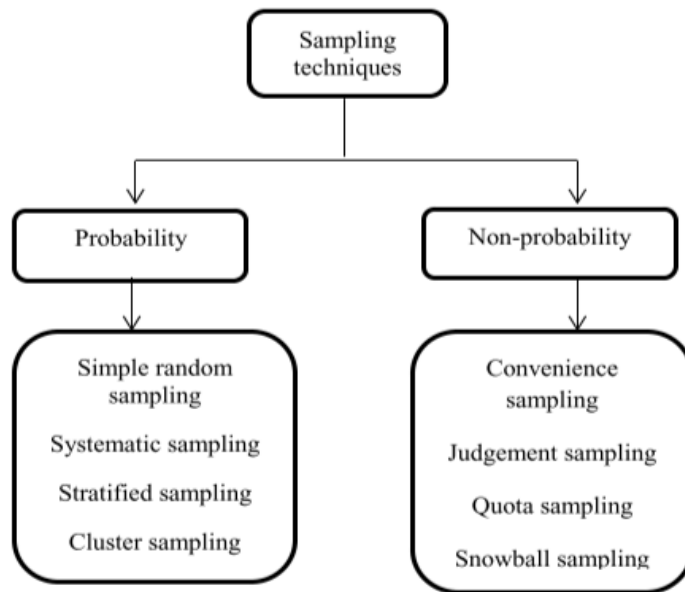 Sampling
techniques
Probability
Non-probability
Simple random
sampling
Systematic sampling
Stratified sampling
Cluster sampling
Convenience
sampling
Judgement sampling
Quota sampling
Snowball sampling